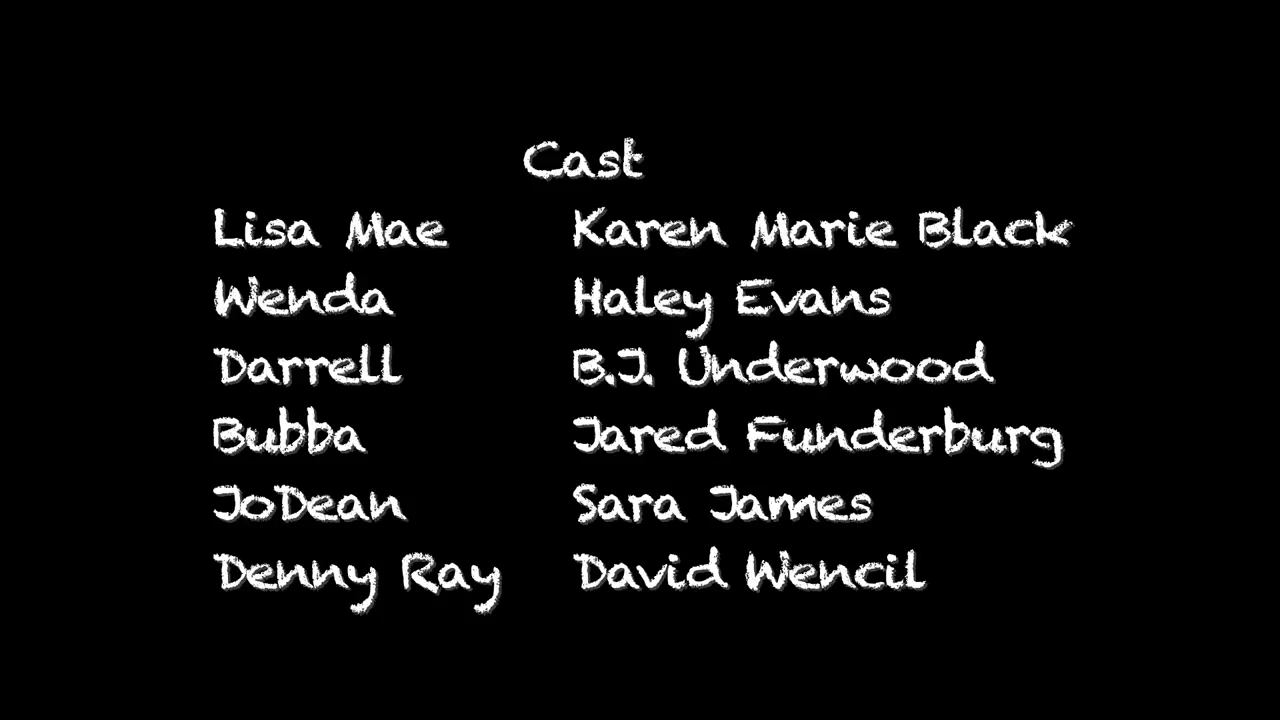 Cast
Lisa Mae Karen Marie Black
Wenda Haley Evans
Darrell B.J. Underwood
Bubba Jared Funderburg
JoDean Sara James
Denny Ray David Wencil